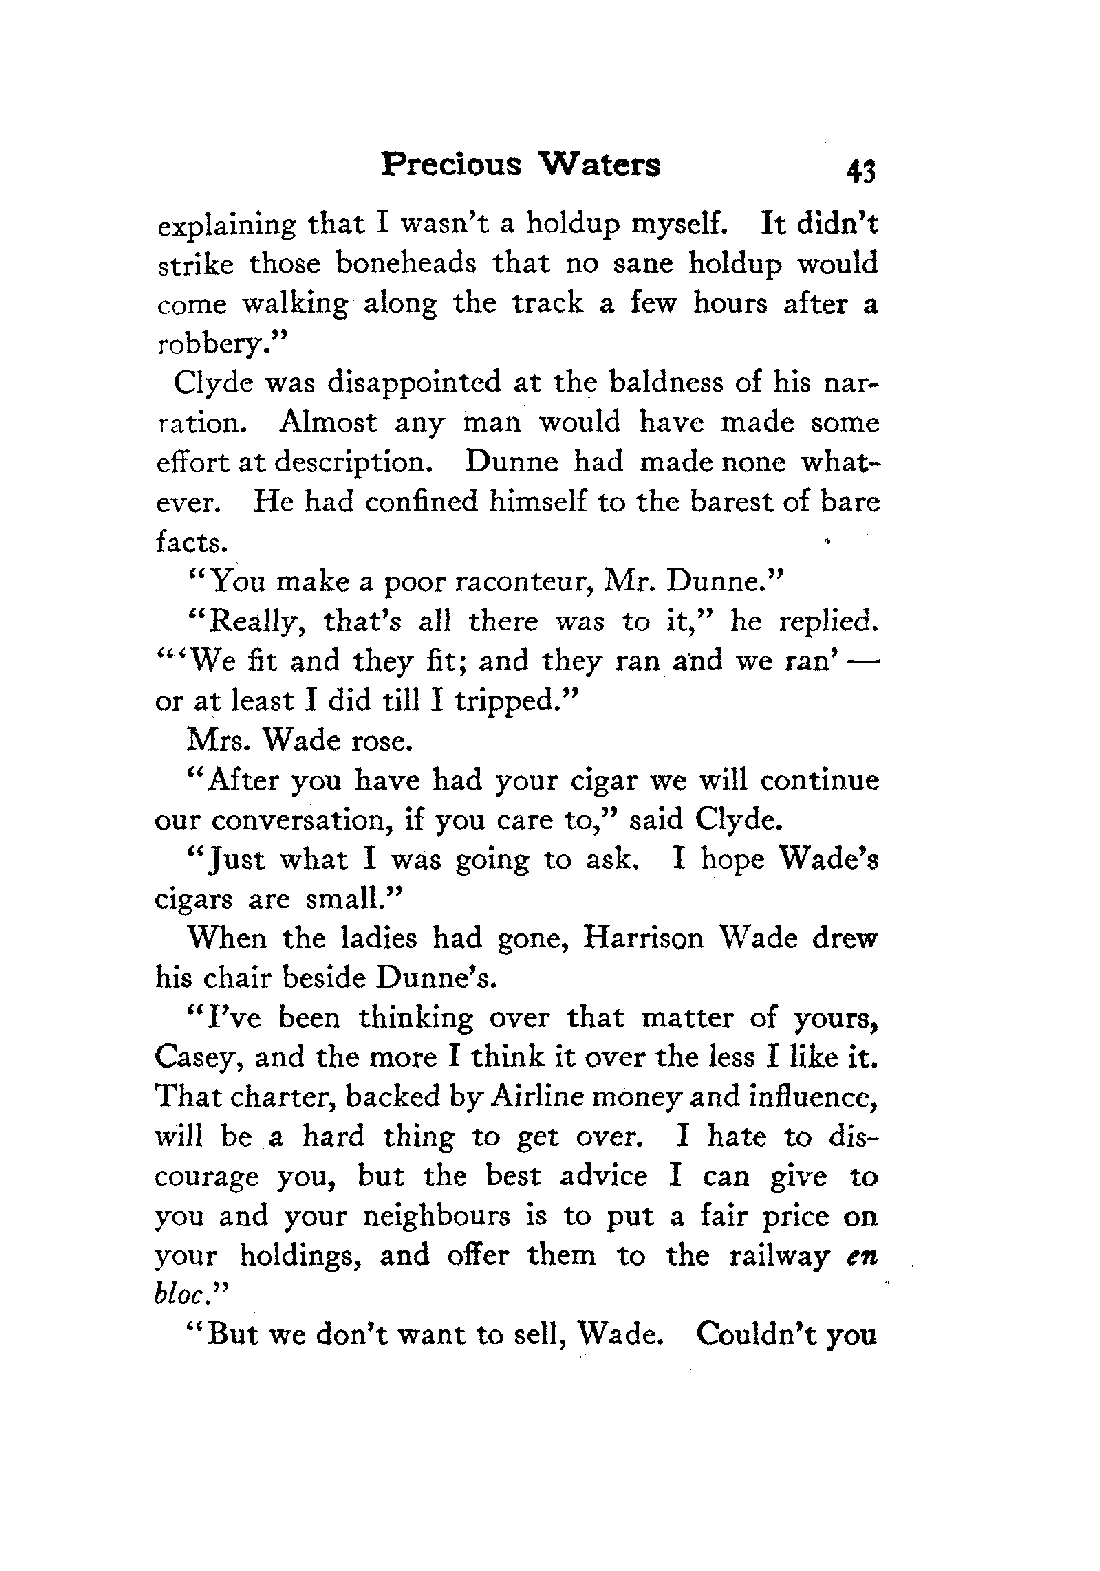 Precious Waters 43
explaining that I wasn't a holdup myself. It didn't
strike those boneheads that no sane holdup would
come walking along the track a few hours after a
robbery."
Clyde was disappointed at the baldness of his nar-
ration. Almost any man would have made some
effort at description. Dunne had made none what-
ever. He had confined himself to the barest of bare
facts.
"You make a poor raconteur, Mr. Dunne."
"Really, that's all there was to it," he replied.
"'We fit and they fit; and they ran and we ran' —
or at least I did till I tripped."
Mrs. Wade rose.
"After you have had your cigar we will continue
our conversation, if you care to," said Clyde.
"Just what I was going to ask. I hope Wade's
cigars are small."
When the ladies had gone, Harrison Wade drew
his chair beside Dunne's.
"I've been thinking over that matter of yours,
Casey, and the more I think it over the less I like it.
That charter, backed by Airline money and influence,
will be a hard thing to get over. I hate to dis-
courage you, but the best advice I can give to
you and your neighbours is to put a fair price on
your holdings, and offer them to the railway en
bloc."
"But we don't want to sell, Wade. Couldn't you